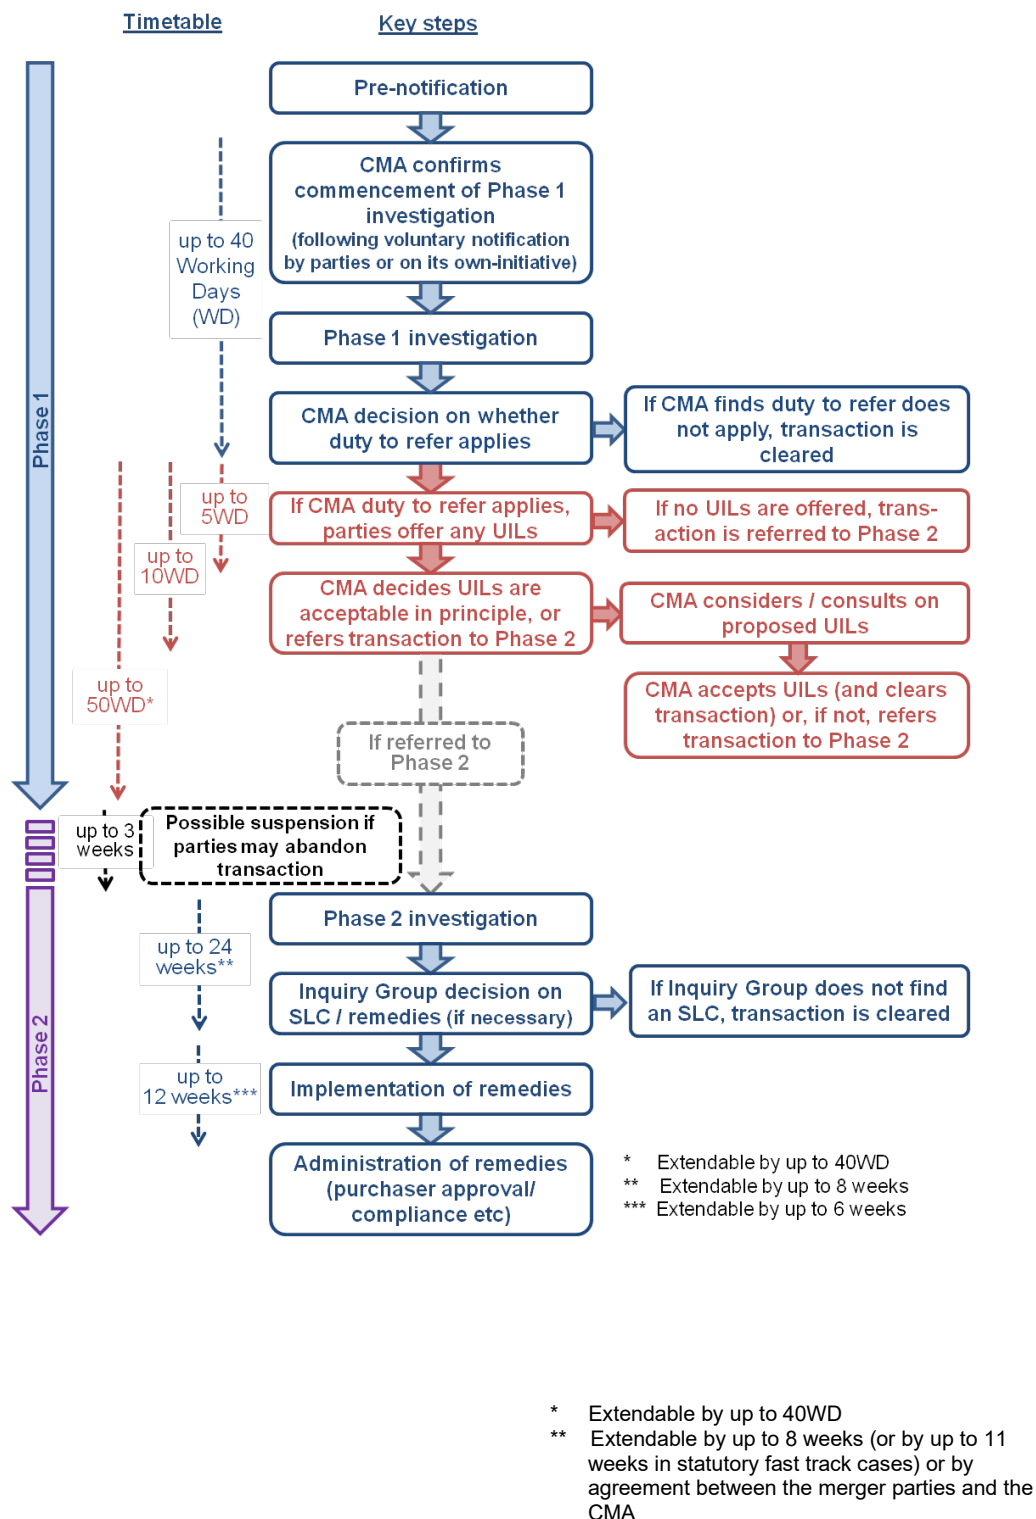 Timetable
Key steps
Pre-notification
CMA confirms
commencement of Phase 1
investigation
(following voluntary notification
by parties or on its own-initiative)
up to 40
Working
Days
(WD)
Phase 1 investigation
Phase 1
CMA decision on whether
duty to refer applies
If CMA finds duty to refer does
not apply, transaction is
cleared
up to
5WD
If CMA duty to refer applies,
parties offer any UILs
If no UILs are offered, trans-
action is referred to Phase 2
up to
10WD
CMA decides UILs are
acceptable in principle, or
refers transaction to Phase 2
CMA considers / consults on
proposed UILs
up to
50WD*
CMA accepts UILs (and clears
transaction) or, if not, refers
transaction to Phase 2
If referred to
Phase 2
up to 3
weeks
Possible suspension if
parties may abandon
transaction
Phase 2 investigation
up to 24
weeks**
Inquiry Group decision on
SLC / remedies (if necessary)
If Inquiry Group does not find
an SLC, transaction is cleared
Phase 2
up to
12 weeks***
Implementation of remedies
Administration of remedies
(purchaser approval/
compliance etc)
* Extendable by up to 40WD
** Extendable by up to 8 weeks
*** Extendable by up to 6 weeks
* Extendable by up to 40WD
** Extendable by up to 8 weeks (or by up to 11
weeks in statutory fast track cases) or by
agreement between the merger parties and the
CMA